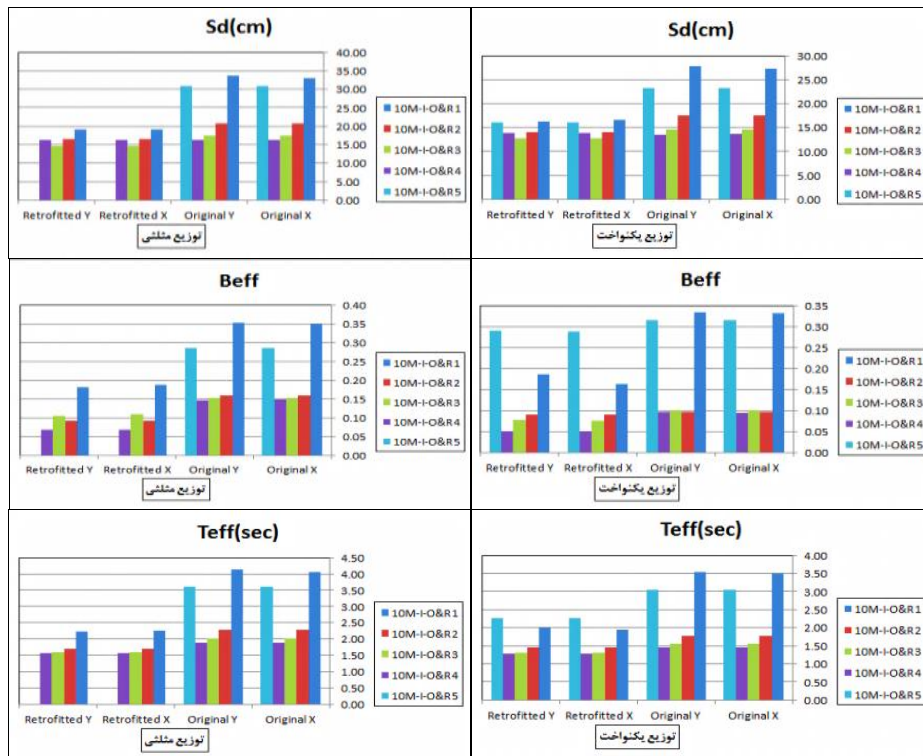 Sd(cm)
40.00
35.00
30.00
25.00
20.00
15.00
10.00
5.00
0.00
10M-I-O&R1
10M-I-O&R2
10M-I-O&R3
10M-I-O&R4
10M-I-O&R5
Retrofitted Y Retrofitted X Original Y Original X
توزیع مثلثی
Sd(cm)
30.00
25.00
20.00
15.00
10.00
5.00
0.00
10M-I-O&R1
10M-I-O&R2
10M-I-O&R3
10M-I-O&R4
10M-I-O&R5
Retrofitted Y Retrofitted X Original Y Original X
توزیع یکنواخت
Beff
0.40
0.35
0.30
0.25
0.20
0.15
0.10
0.05
0.00
10M-I-O&R1
10M-I-O&R2
10M-I-O&R3
10M-I-O&R4
10M-I-O&R5
Retrofitted Y Retrofitted X Original Y Original X
توزیع مثلثی
Beff
0.35
0.30
0.25
0.20
0.15
0.10
0.05
0.00
10M-I-O&R1
10M-I-O&R2
10M-I-O&R3
10M-I-O&R4
10M-I-O&R5
Retrofitted Y Retrofitted X Original Y Original X
توزیع یکنواخت
Teff(sec)
4.50
4.00
3.50
3.00
2.50
2.00
1.50
1.00
0.50
0.00
10M-I-O&R1
10M-I-O&R2
10M-I-O&R3
10M-I-O&R4
10M-I-O&R5
Retrofitted Y Retrofitted X Original Y Original X
توزیع مثلثی
Teff(sec)
4.00
3.50
3.00
2.50
2.00
1.50
1.00
0.50
0.00
10M-I-O&R1
10M-I-O&R2
10M-I-O&R3
10M-I-O&R4
10M-I-O&R5
Retrofitted Y Retrofitted X Original Y Original X
توزیع یکنواخت